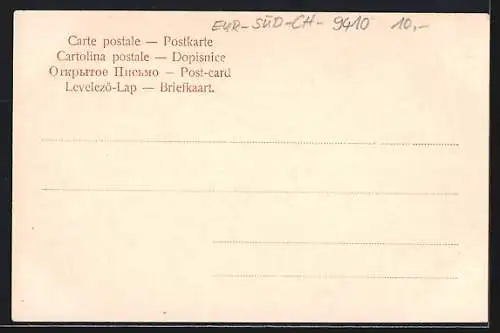 EUR-SÜD-CH-9410 10,-
Carte postale — Postkarte
Cartolina postale — Dopisnice
Открытое Письмо — Post-card
Levelező-Lap — Briefkaart.